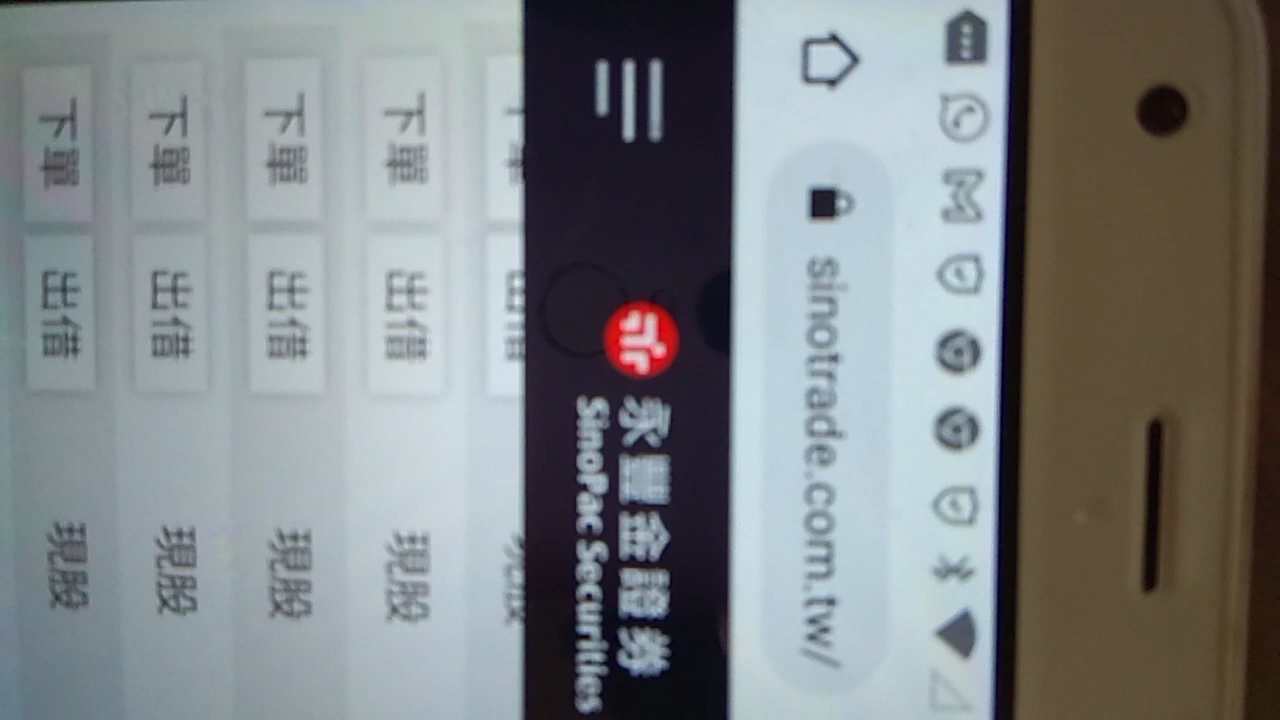 sinotrade.com.tw/
永豐金證券
SinoPac Securities
下單 出借 現股
下單 出借 現股
下單 出借 現股
下單 出借 現股